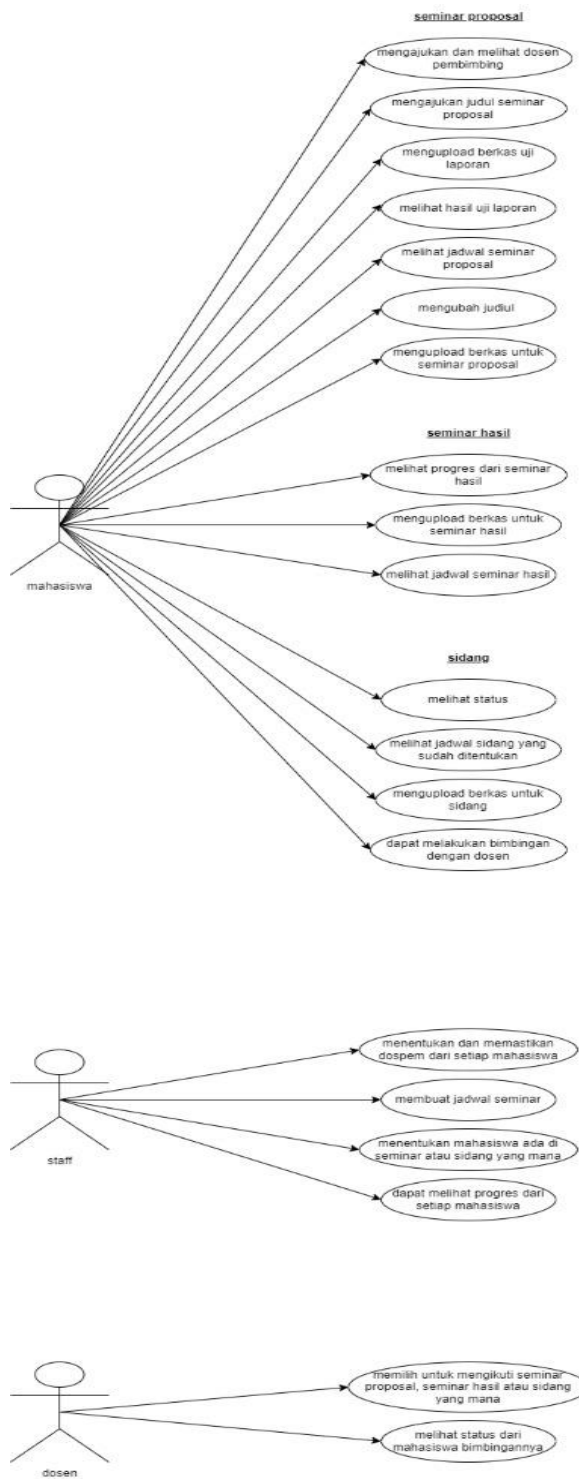 seminar proposal
mengajukan dan melihat dosen
pembimbing
mengajukan judul seminar
proposal
mengupload berkas uji
laporan
melihat hasil uji laporan
melihat jadwal seminar
proposal
mengubah judiul
mengupload berkas untuk
seminar proposal
seminar hasil
melihat progres dari seminar
hasil
mengupload berkas untuk
seminar hasil
melihat jadwal seminar hasil
mahasiswa
sidang
melihat status
melihat jadwal sidang yang
sudah ditentukan
mengupload berkas untuk
sidang
dapat melakukan bimbingan
dengan dosen
menentukan dan memastikan
dospem dari setiap mahasiswa
membuat jadwal seminar
menentukan mahasiswa ada di
seminar atau sidang yang mana
staff
dapat melihat progres dari
setiap mahasiswa
memilih untuk mengikuti seminar
proposal, seminar hasil atau sidang
yang mana
melihat status dari
mahasiswa bimbingannya
dosen